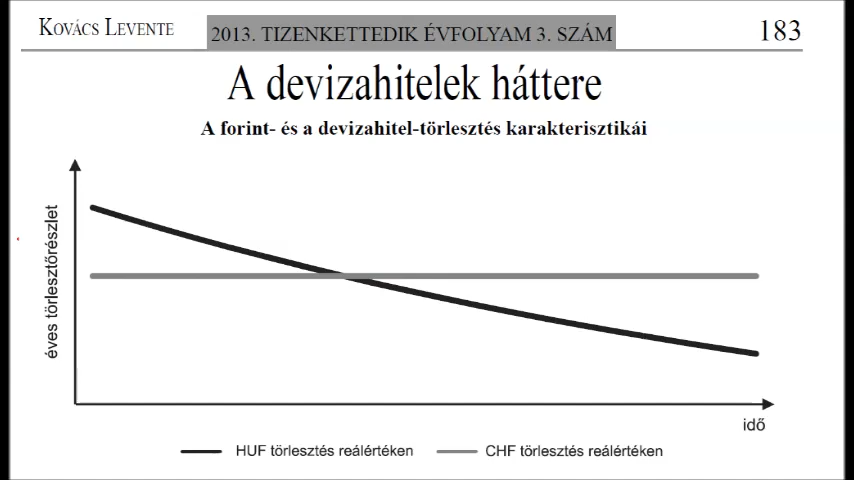 KOVÁCS LEVENTE
2013. TIZENKETTEDIK ÉVFOLYAM 3. SZÁM
183
A devizahitelek háttere
A forint- és a devizahitel-törlesztés karakterisztikái
éves törlesztőrészlet
idő
HUF törlesztés reálértéken
CHF törlesztés reálértéken